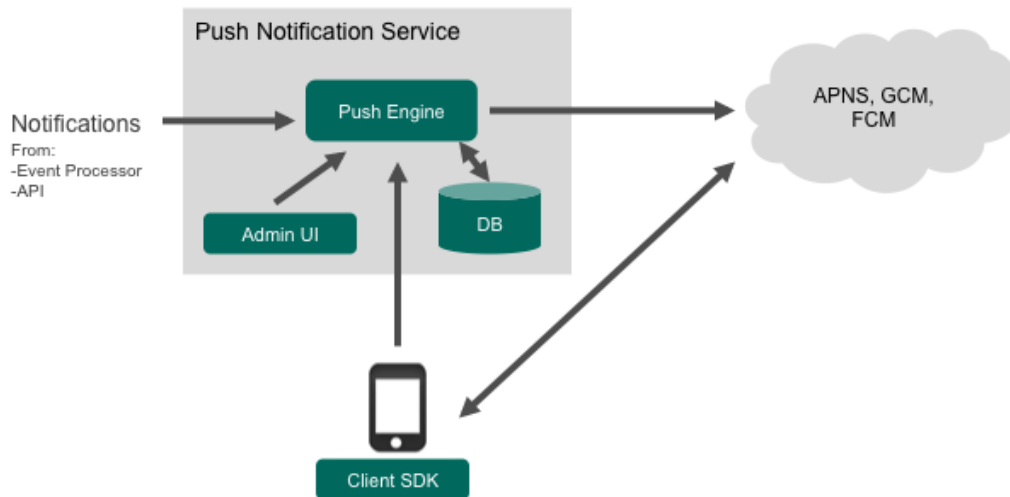 Push Notification Service
Push Engine
APNS, GCM,
FCM
Notifications
From:
-Event Processor
-API
Admin UI
DB
Client SDK